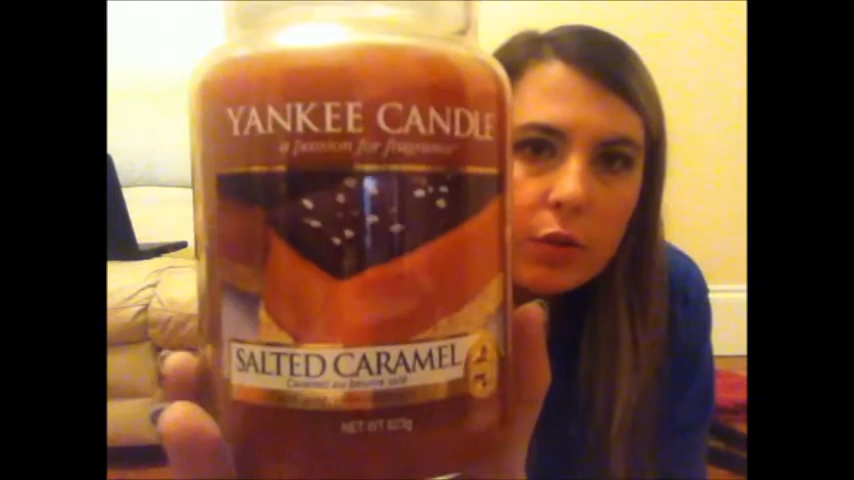 YANKEE CANDLE
a passion for fragrance
SALTED CARAMEL
Caramel au beurre salé
NET WT 623g